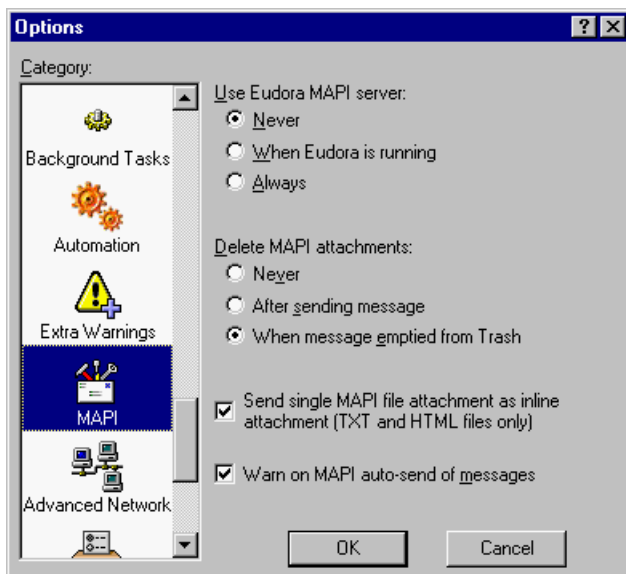 Options
Category:
Background Tasks
Automation
Extra Warnings
MAPI
Advanced Network
Use Eudora MAPI server:
Never
When Eudora is running
Always
Delete MAPI attachments:
Never
After sending message
When message emptied from Trash
Send single MAPI file attachment as inline
attachment (TXT and HTML files only)
Warn on MAPI auto-send of messages
OK
Cancel